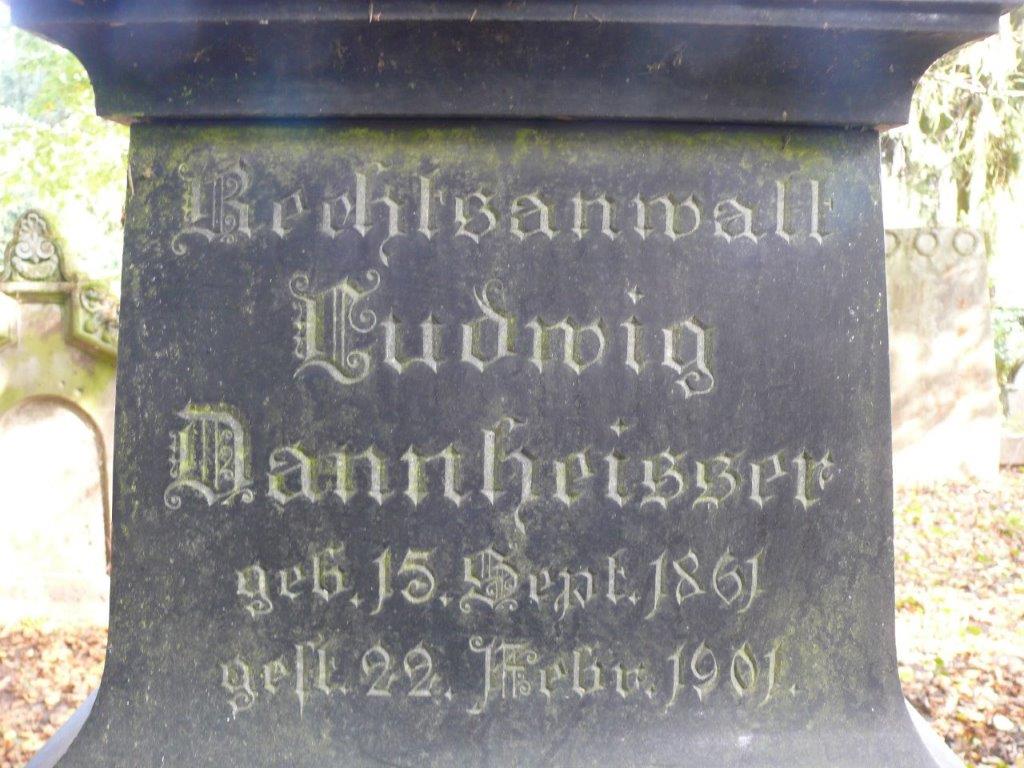 Rechtsanwalt
Ludwig
Dannheisser
geb. 15. Sept. 1861
gest. 22. Febr. 1901.